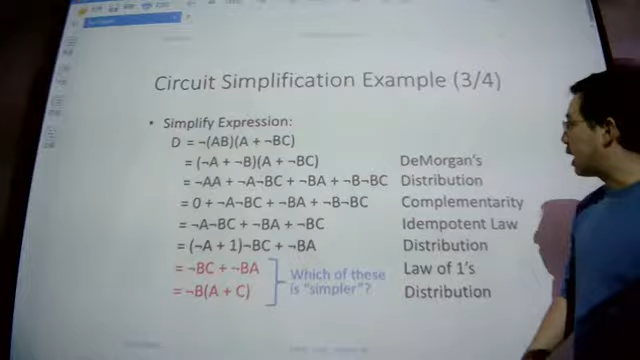 Circuit Simplification Example (3/4)
• Simplify Expression:
D = ¬(AB)(A + ¬BC)
= (¬A + ¬B)(A + ¬BC) DeMorgan's
= ¬AA + ¬A¬BC + ¬BA + ¬B¬BC Distribution
= 0 + ¬A¬BC + ¬BA + ¬B¬BC Complementarity
= ¬A¬BC + ¬BA + ¬BC Idempotent Law
= (¬A + 1)¬BC + ¬BA Distribution
= ¬BC + ¬BA Law of 1's
= ¬B(A + C) Distribution
Which of these
is "simpler"?